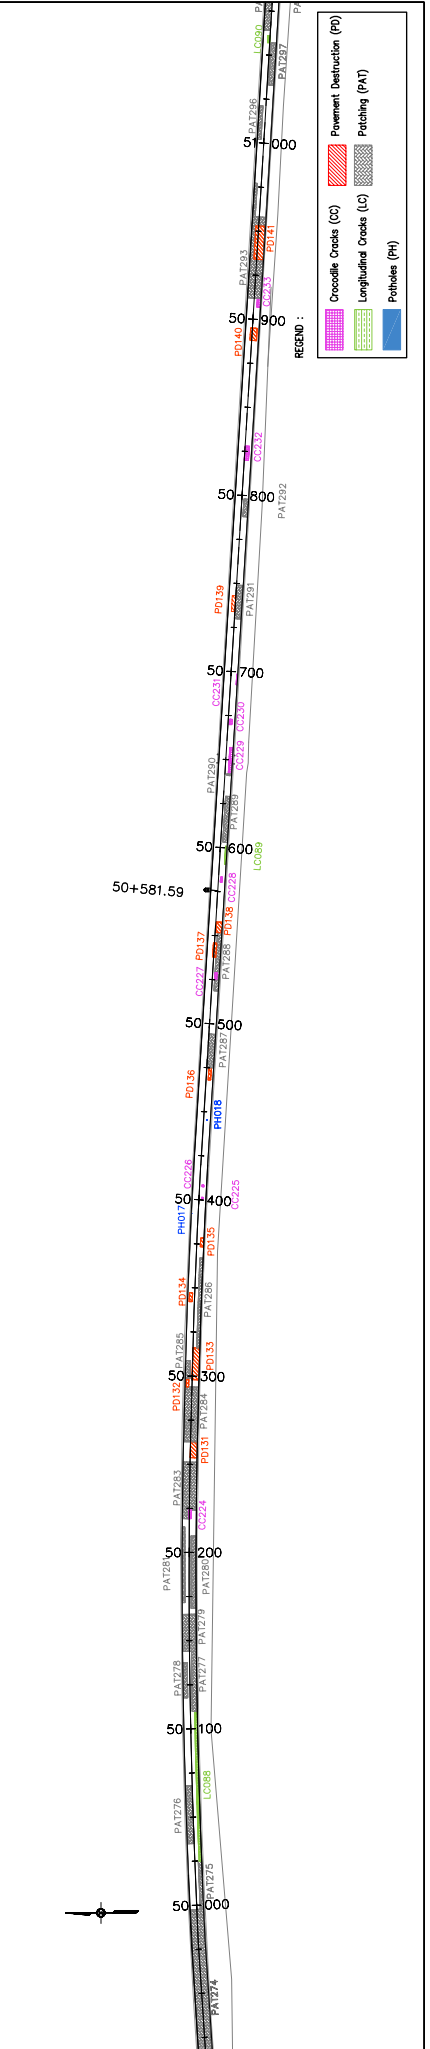 LC090
PAT297
PAT296
51+000
PAT293
PD141
CC233
50+900
PD140
REGEND :
Crocodile Cracks (CC)
Longitudinal Cracks (LC)
Potholes (PH)
Pavement Destruction (PD)
Patching (PAT)
CC232
50+800
PAT292
PD139
PAT291
50+700
CC231
CC230
CC229
PAT290
PAT289
50+600
LC089
50+581.59
CC228
PD138
PD137
PAT288
CC227
50+500
PAT287
PD136
PH018
CC226
50+400
CC225
PH017
PD135
PD134
PAT286
PAT285
PD133
50+300
PD132
PAT284
PD131
PAT283
CC224
50+200
PAT281
PAT280
PAT279
PAT278
PAT277
50+100
LC088
PAT276
PAT275
50+000
PAT274